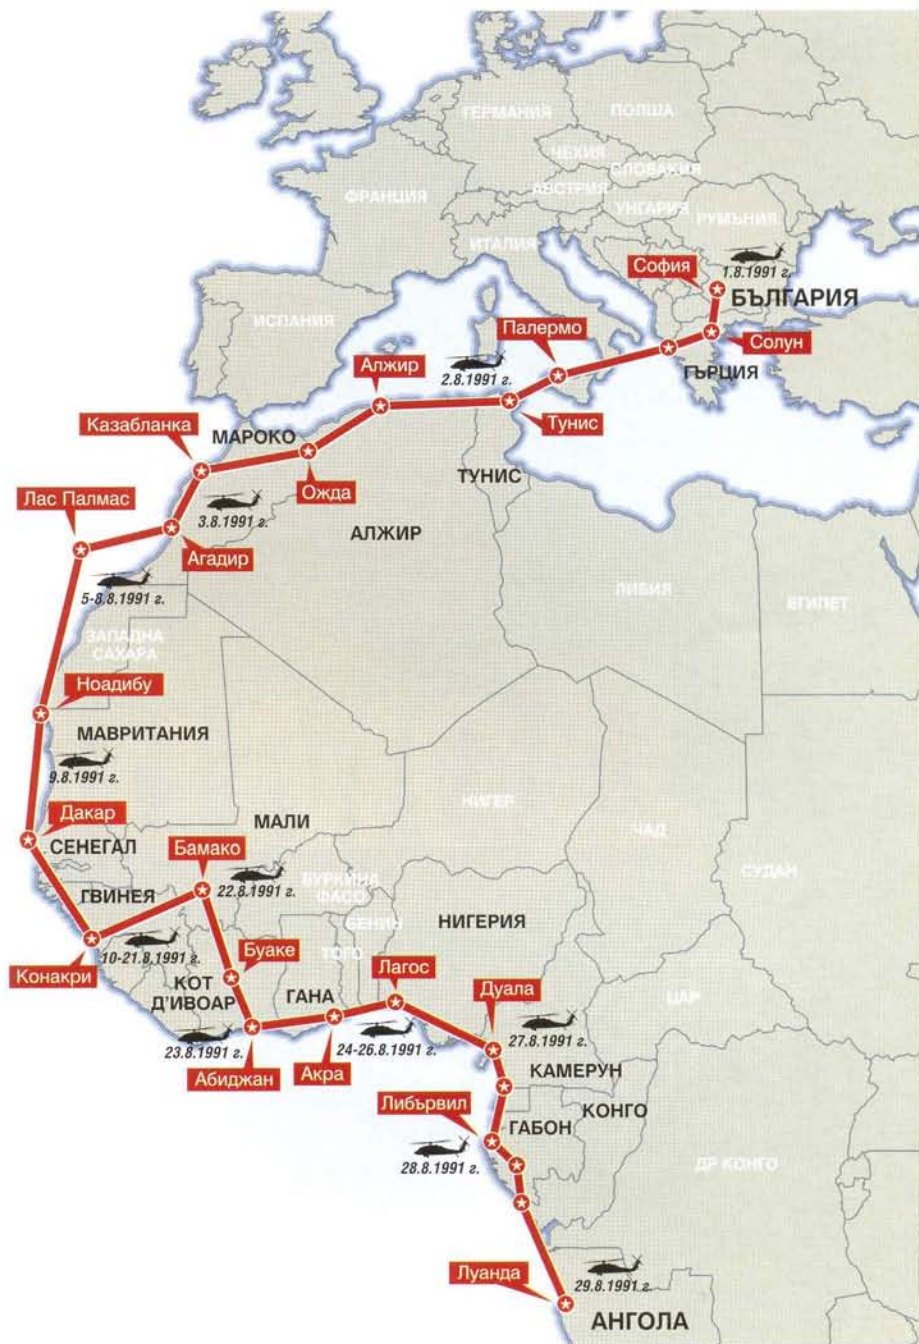 ГЕРМАНИЯ
ПОЛША
ЧЕХИЯ
СЛОВАКИЯ
ФРАНЦИЯ
АВСТРИЯ
УНГАРИЯ
РУМЪНИЯ
ИТАЛИЯ
София
1.8.1991 г.
БЪЛГАРИЯ
ИСПАНИЯ
Палермо
Солун
Алжир
2.8.1991 г.
ГЪРЦИЯ
Казабланка
МАРОКО
Тунис
Ожда
ТУНИС
Лас Палмас
3.8.1991 г.
АЛЖИР
Агадир
5-8.8.1991 г.
ЛИБИЯ
ЕГИПЕТ
ЗАПАДНА
САХАРА
Ноадибу
МАВРИТАНИЯ
9.8.1991 г.
НИГЕР
Дакар
МАЛИ
ЧАД
СЕНЕГАЛ
Бамако
СУДАН
ГВИНЕЯ
22.8.1991 г.
БУРКИНА
ФАСО
БЕНИН
НИГЕРИЯ
Конакри
10-21.8.1991 г.
Буаке
ТОГО
КОТ
Д'ИВОАР
ГАНА
Лагос
ЦАР
Дуала
23.8.1991 г.
24-26.8.1991 г.
27.8.1991 г.
Абиджан
Акра
КАМЕРУН
Либървил
КОНГО
ГАБОН
28.8.1991 г.
ДР КОНГО
Луанда
29.8.1991 г.
АНГОЛА